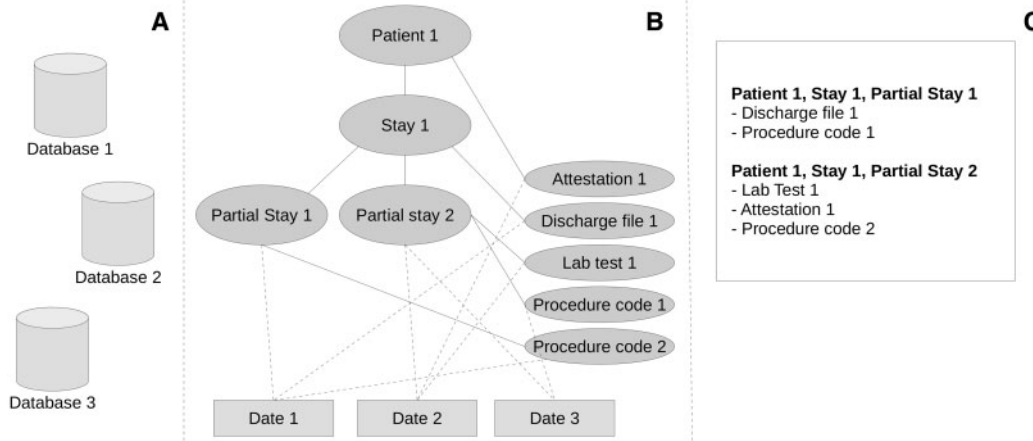 A
Database 1
Database 2
Database 3
B
Patient 1
Stay 1
Partial Stay 1
Partial stay 2
Attestation 1
Discharge file 1
Lab test 1
Procedure code 1
Procedure code 2
Date 1
Date 2
Date 3
C
Patient 1, Stay 1, Partial Stay 1
- Discharge file 1
- Procedure code 1
Patient 1, Stay 1, Partial Stay 2
- Lab Test 1
- Attestation 1
- Procedure code 2